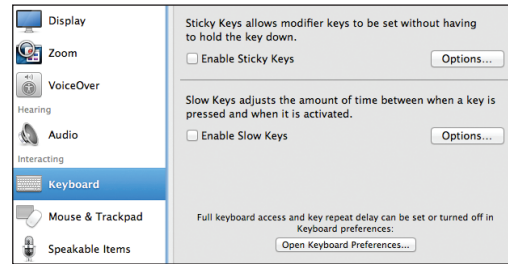 Display
Zoom
VoiceOver
Hearing
Audio
Interacting
Keyboard
Mouse & Trackpad
Speakable Items
Sticky Keys allows modifier keys to be set without having
to hold the key down.
Enable Sticky Keys
Options...
Slow Keys adjusts the amount of time between when a key is
pressed and when it is activated.
Enable Slow Keys
Options...
Full keyboard access and key repeat delay can be set or turned off in
Keyboard preferences:
Open Keyboard Preferences...